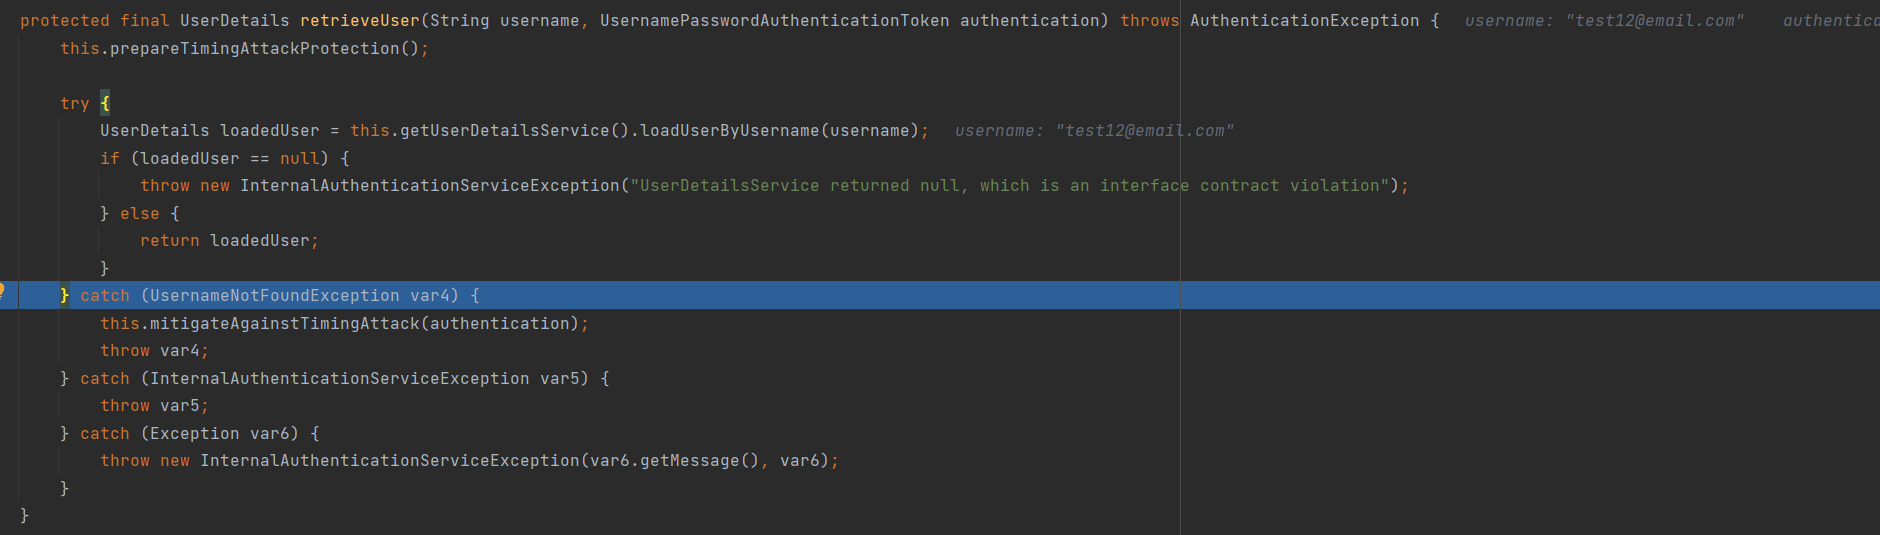 protected final UserDetails retrieveUser(String username, UsernamePasswordAuthenticationToken authentication) throws AuthenticationException {   username: "test12@email.com"    authentica
    this.prepareTimingAttackProtection();

    try {
        UserDetails loadedUser = this.getUserDetailsService().loadUserByUsername(username);   username: "test12@email.com"
        if (loadedUser == null) {
            throw new InternalAuthenticationServiceException("UserDetailsService returned null, which is an interface contract violation");
        } else {
            return loadedUser;
        }
    } catch (UsernameNotFoundException var4) {
        this.mitigateAgainstTimingAttack(authentication);
        throw var4;
    } catch (InternalAuthenticationServiceException var5) {
        throw var5;
    } catch (Exception var6) {
        throw new InternalAuthenticationServiceException(var6.getMessage(), var6);
    }
}